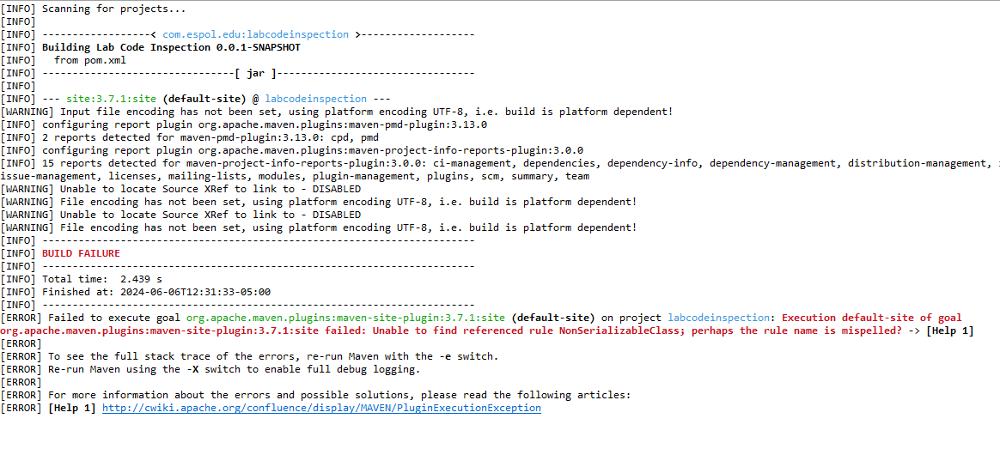 [INFO] Scanning for projects...
[INFO]
[INFO] ------------------< com.espol.edu:labcodeinspection >-------------------
[INFO] Building Lab Code Inspection 0.0.1-SNAPSHOT
[INFO]   from pom.xml
[INFO] --------------------------------[ jar ]---------------------------------
[INFO]
[INFO] --- site:3.7.1:site (default-site) @ labcodeinspection ---
[WARNING] Input file encoding has not been set, using platform encoding UTF-8, i.e. build is platform dependent!
[INFO] configuring report plugin org.apache.maven.plugins:maven-pmd-plugin:3.13.0
[INFO] 2 reports detected for maven-pmd-plugin:3.13.0: cpd, pmd
[INFO] configuring report plugin org.apache.maven.plugins:maven-project-info-reports-plugin:3.0.0
[INFO] 15 reports detected for maven-project-info-reports-plugin:3.0.0: ci-management, dependencies, dependency-info, dependency-management, distribution-management,
issue-management, licenses, mailing-lists, modules, plugin-management, plugins, scm, summary, team
[WARNING] Unable to locate Source XRef to link to - DISABLED
[WARNING] File encoding has not been set, using platform encoding UTF-8, i.e. build is platform dependent!
[WARNING] Unable to locate Source XRef to link to - DISABLED
[WARNING] File encoding has not been set, using platform encoding UTF-8, i.e. build is platform dependent!
[INFO] ------------------------------------------------------------------------
[INFO] BUILD FAILURE
[INFO] ------------------------------------------------------------------------
[INFO] Total time:  2.439 s
[INFO] Finished at: 2024-06-06T12:31:33-05:00
[INFO] ------------------------------------------------------------------------
[ERROR] Failed to execute goal org.apache.maven.plugins:maven-site-plugin:3.7.1:site (default-site) on project labcodeinspection: Execution default-site of goal
org.apache.maven.plugins:maven-site-plugin:3.7.1:site failed: Unable to find referenced rule NonSerializableClass; perhaps the rule name is mispelled? -> [Help 1]
[ERROR]
[ERROR] To see the full stack trace of the errors, re-run Maven with the -e switch.
[ERROR] Re-run Maven using the -X switch to enable full debug logging.
[ERROR]
[ERROR] For more information about the errors and possible solutions, please read the following articles:
[ERROR] [Help 1] http://cwiki.apache.org/confluence/display/MAVEN/PluginExecutionException